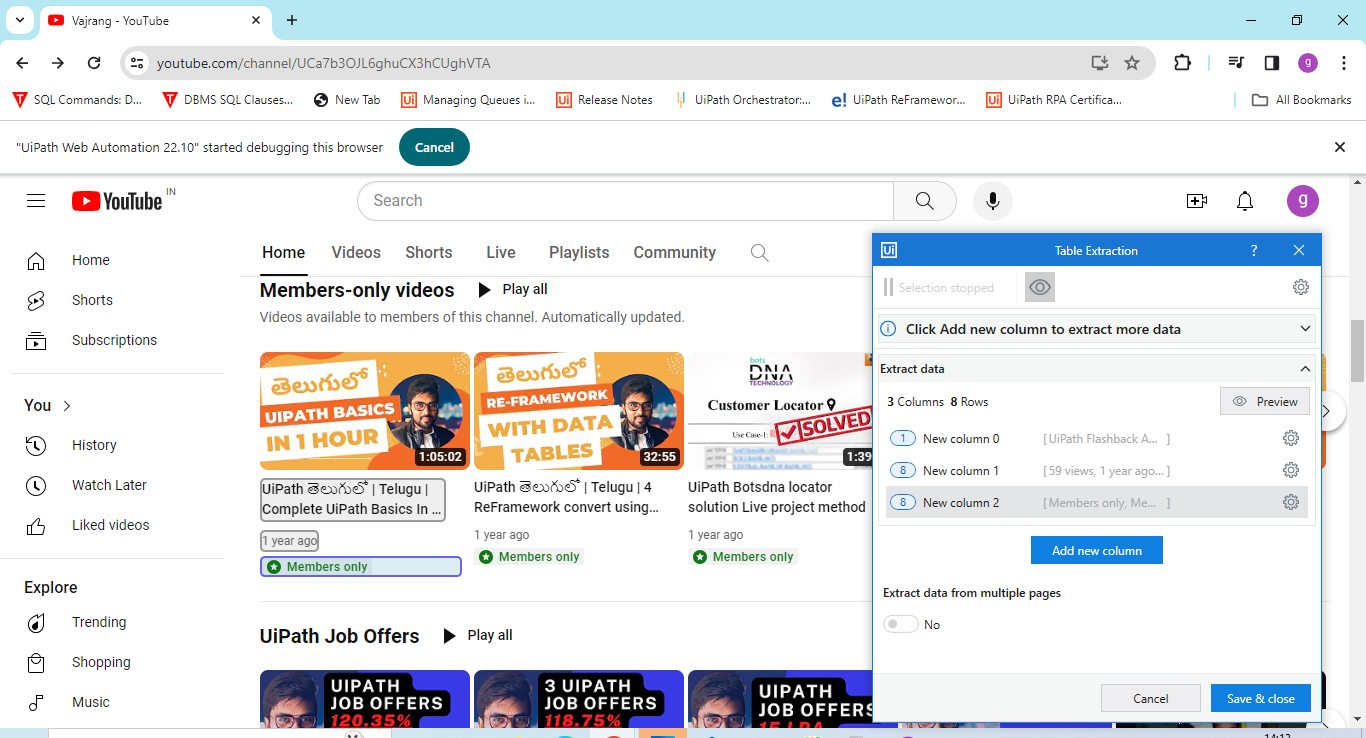 Vajrang - YouTube
youtube.com/channel/UCa7b3OJL6ghuCX3hCUghVTA
g
SQL Commands: D...
DBMS SQL Clauses...
New Tab
Managing Queues i...
Release Notes
UiPath Orchestrator:...
UiPath ReFramewor...
UiPath RPA Certifica...
All Bookmarks
"UiPath Web Automation 22.10" started debugging this browser
Cancel
YouTube IN
Search
g
Home
Shorts
Subscriptions
You
History
Watch Later
Liked videos
Explore
Trending
Shopping
Music
Home Videos Shorts Live Playlists Community
Members-only videos
Play all
Videos available to members of this channel. Automatically updated.
తెలుగులో
UIPATH BASICS
IN 1 HOUR
1:05:02
UiPath తెలుగులో | Telugu |
Complete UiPath Basics In ...
1 year ago
Members only
తెలుగులో
RE-FRAMEWORK
WITH DATA
TABLES
32:55
UiPath తెలుగులో | Telugu | 4
ReFramework convert using...
1 year ago
Members only
bots
DNA
TECHNOLOGY
Customer Locator
Use Case-1:
SOLVED
1:39
UiPath Botsdna locator
solution Live project method
1 year ago
Members only
UiPath Job Offers
Play all
UIPATH
JOB OFFERS
120.35%
3 UIPATH
JOB OFFERS
118.75%
UIPATH
JOB OFFERS
15 LPA
Ui
Table Extraction
?
Selection stopped
Click Add new column to extract more data
Extract data
3 Columns 8 Rows
Preview
1 New column 0 [UiPath Flashback A... ]
8 New column 1 [59 views, 1 year ago... ]
8 New column 2 [Members only, Me... ]
Add new column
Extract data from multiple pages
No
Cancel
Save & close